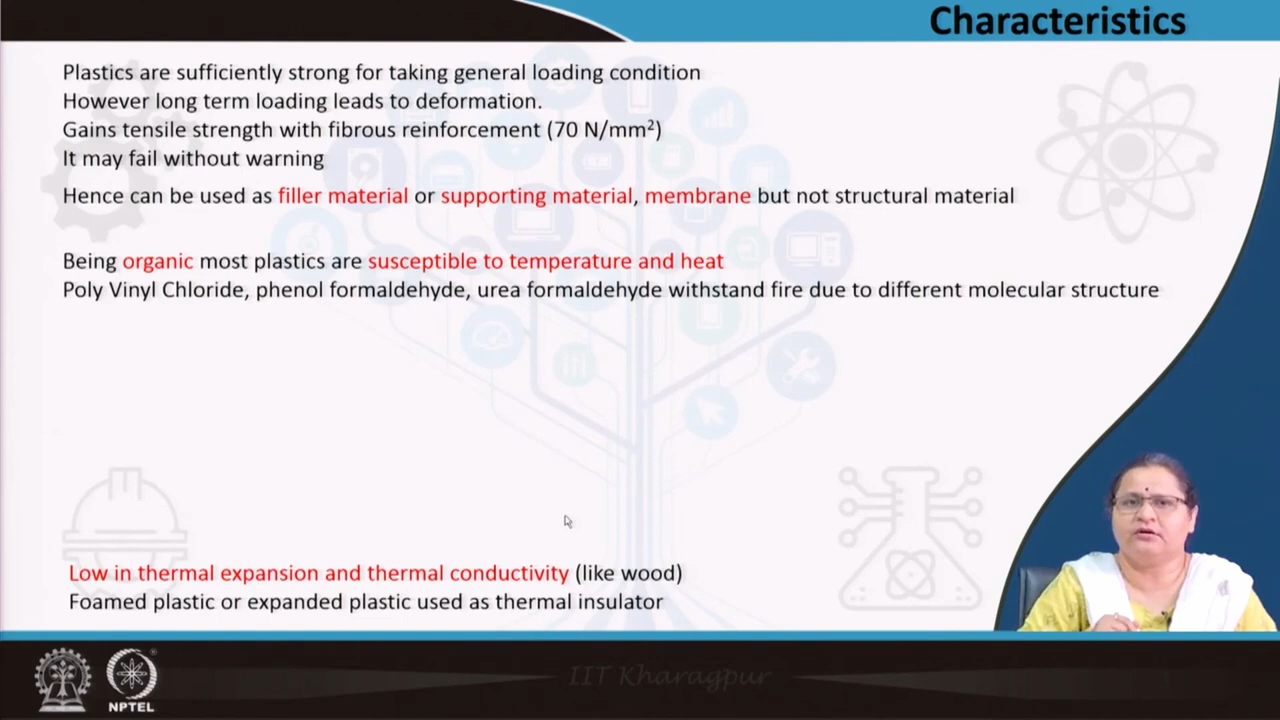 Characteristics
Plastics are sufficiently strong for taking general loading condition
However long term loading leads to deformation.
Gains tensile strength with fibrous reinforcement (70 N/mm²)
It may fail without warning
Hence can be used as filler material or supporting material, membrane but not structural material
Being organic most plastics are susceptible to temperature and heat
Poly Vinyl Chloride, phenol formaldehyde, urea formaldehyde withstand fire due to different molecular structure
Low in thermal expansion and thermal conductivity (like wood)
Foamed plastic or expanded plastic used as thermal insulator
IIT Kharagpur
NPTEL